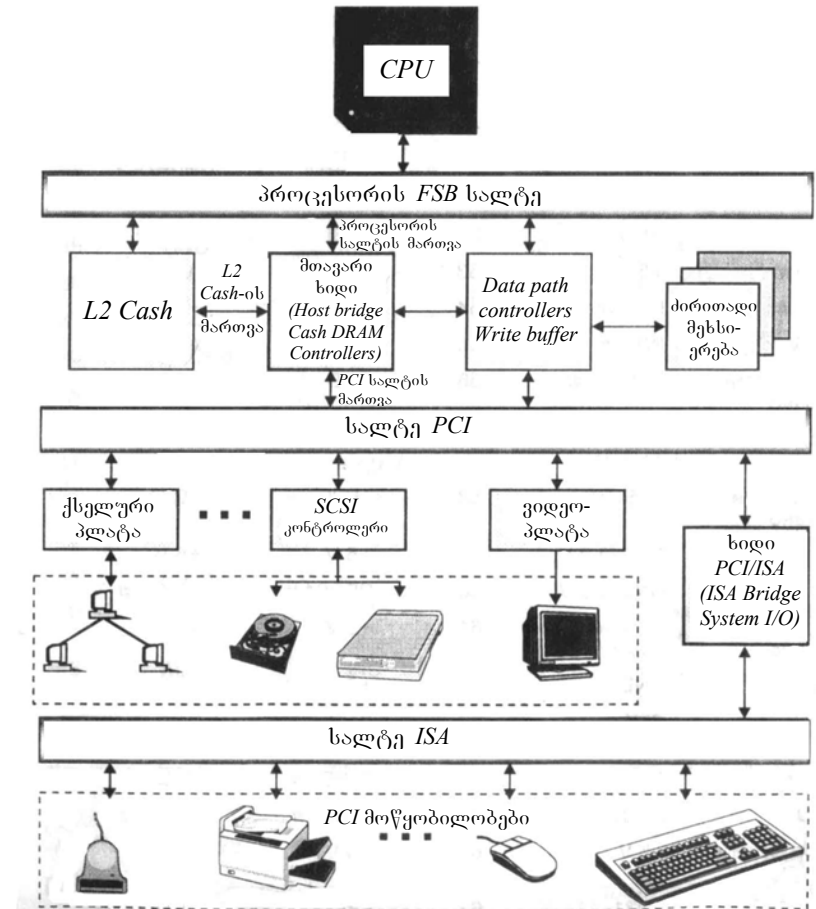 CPU
პროცესორის FSB სალტე
პროცესორის
სალტის მართვა
L2 Cash
L2
Cash-ის
მართვა
მთავარი
ხიდი
(Host bridge
Cash DRAM
Controllers)
Data path
controllers
Write buffer
ძირითადი
მეხსი-
ერება
PCI სალტის
მართვა
სალტე PCI
ქსელური
პლატა
SCSI
კონტროლერი
ვიდეო-
პლატა
ხიდი
PCI/ISA
(ISA Bridge
System I/O)
სალტე ISA
PCI მოწყობილობები